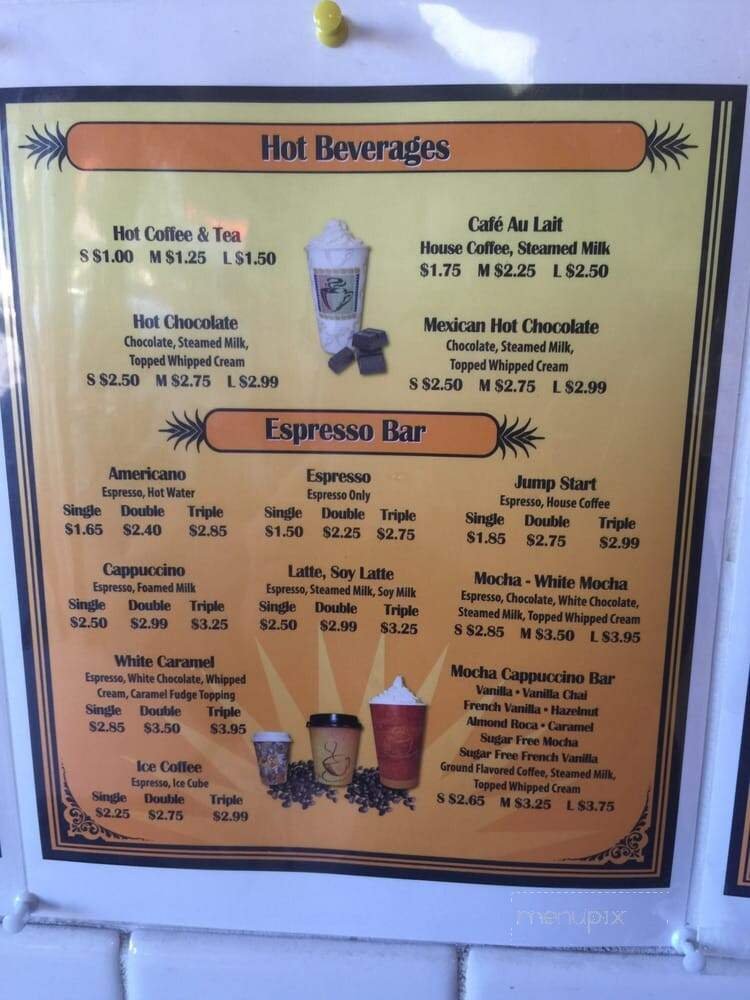 Hot Beverages
Hot Coffee & Tea
S $1.00 M $1.25 L $1.50
Café Au Lait
House Coffee, Steamed Milk
$1.75 M $2.25 L $2.50
Hot Chocolate
Chocolate, Steamed Milk,
Topped Whipped Cream
S $2.50 M $2.75 L $2.99
Mexican Hot Chocolate
Chocolate, Steamed Milk,
Topped Whipped Cream
S $2.50 M $2.75 L $2.99
Espresso Bar
Americano
Espresso, Hot Water
Single Double Triple
$1.65 $2.40 $2.85
Espresso
Espresso Only
Single Double Triple
$1.50 $2.25 $2.75
Jump Start
Espresso, House Coffee
Single Double Triple
$1.85 $2.75 $2.99
Cappuccino
Espresso, Foamed Milk
Single Double Triple
$2.50 $2.99 $3.25
Latte, Soy Latte
Espresso, Steamed Milk, Soy Milk
Single Double Triple
$2.50 $2.99 $3.25
Mocha - White Mocha
Espresso, Chocolate, White Chocolate,
Steamed Milk, Topped Whipped Cream
S $2.85 M $3.50 L $3.95
White Caramel
Espresso, White Chocolate, Whipped
Cream, Caramel Fudge Topping
Single Double Triple
$2.85 $3.50 $3.95
Mocha Cappuccino Bar
Vanilla • Vanilla Chai
French Vanilla • Hazelnut
Almond Roca • Caramel
Sugar Free Mocha
Sugar Free French Vanilla
Ground Flavored Coffee, Steamed Milk,
Topped Whipped Cream
S $2.65 M $3.25 L $3.75
Ice Coffee
Espresso, Ice Cube
Single Double Triple
$2.25 $2.75 $2.99
menupix